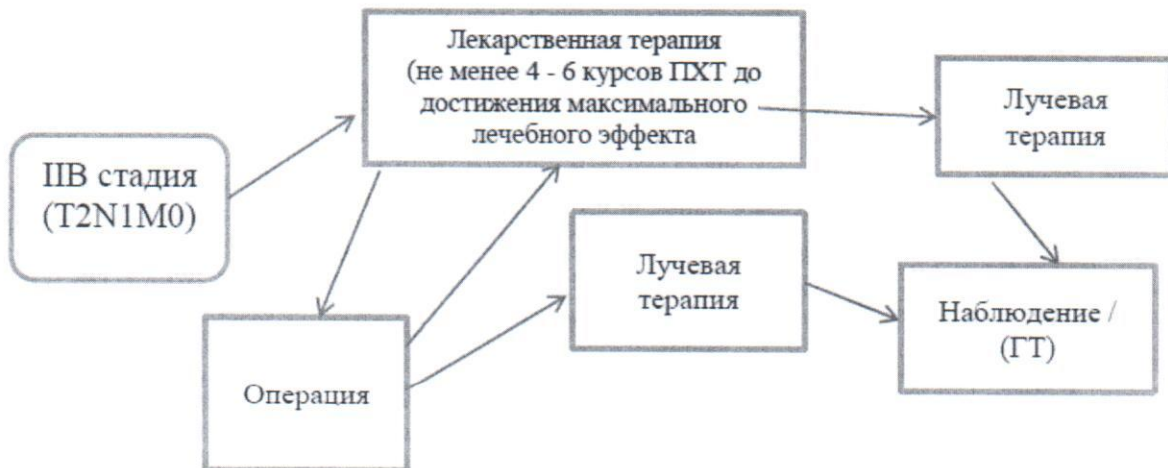 Лекарственная терапия
(не менее 4 - 6 курсов ПХТ до
достижения максимального
лечебного эффекта
Лучевая
терапия
IIВ стадия
(T2N1M0)
Лучевая
терапия
Наблюдение /
(ГТ)
Операция